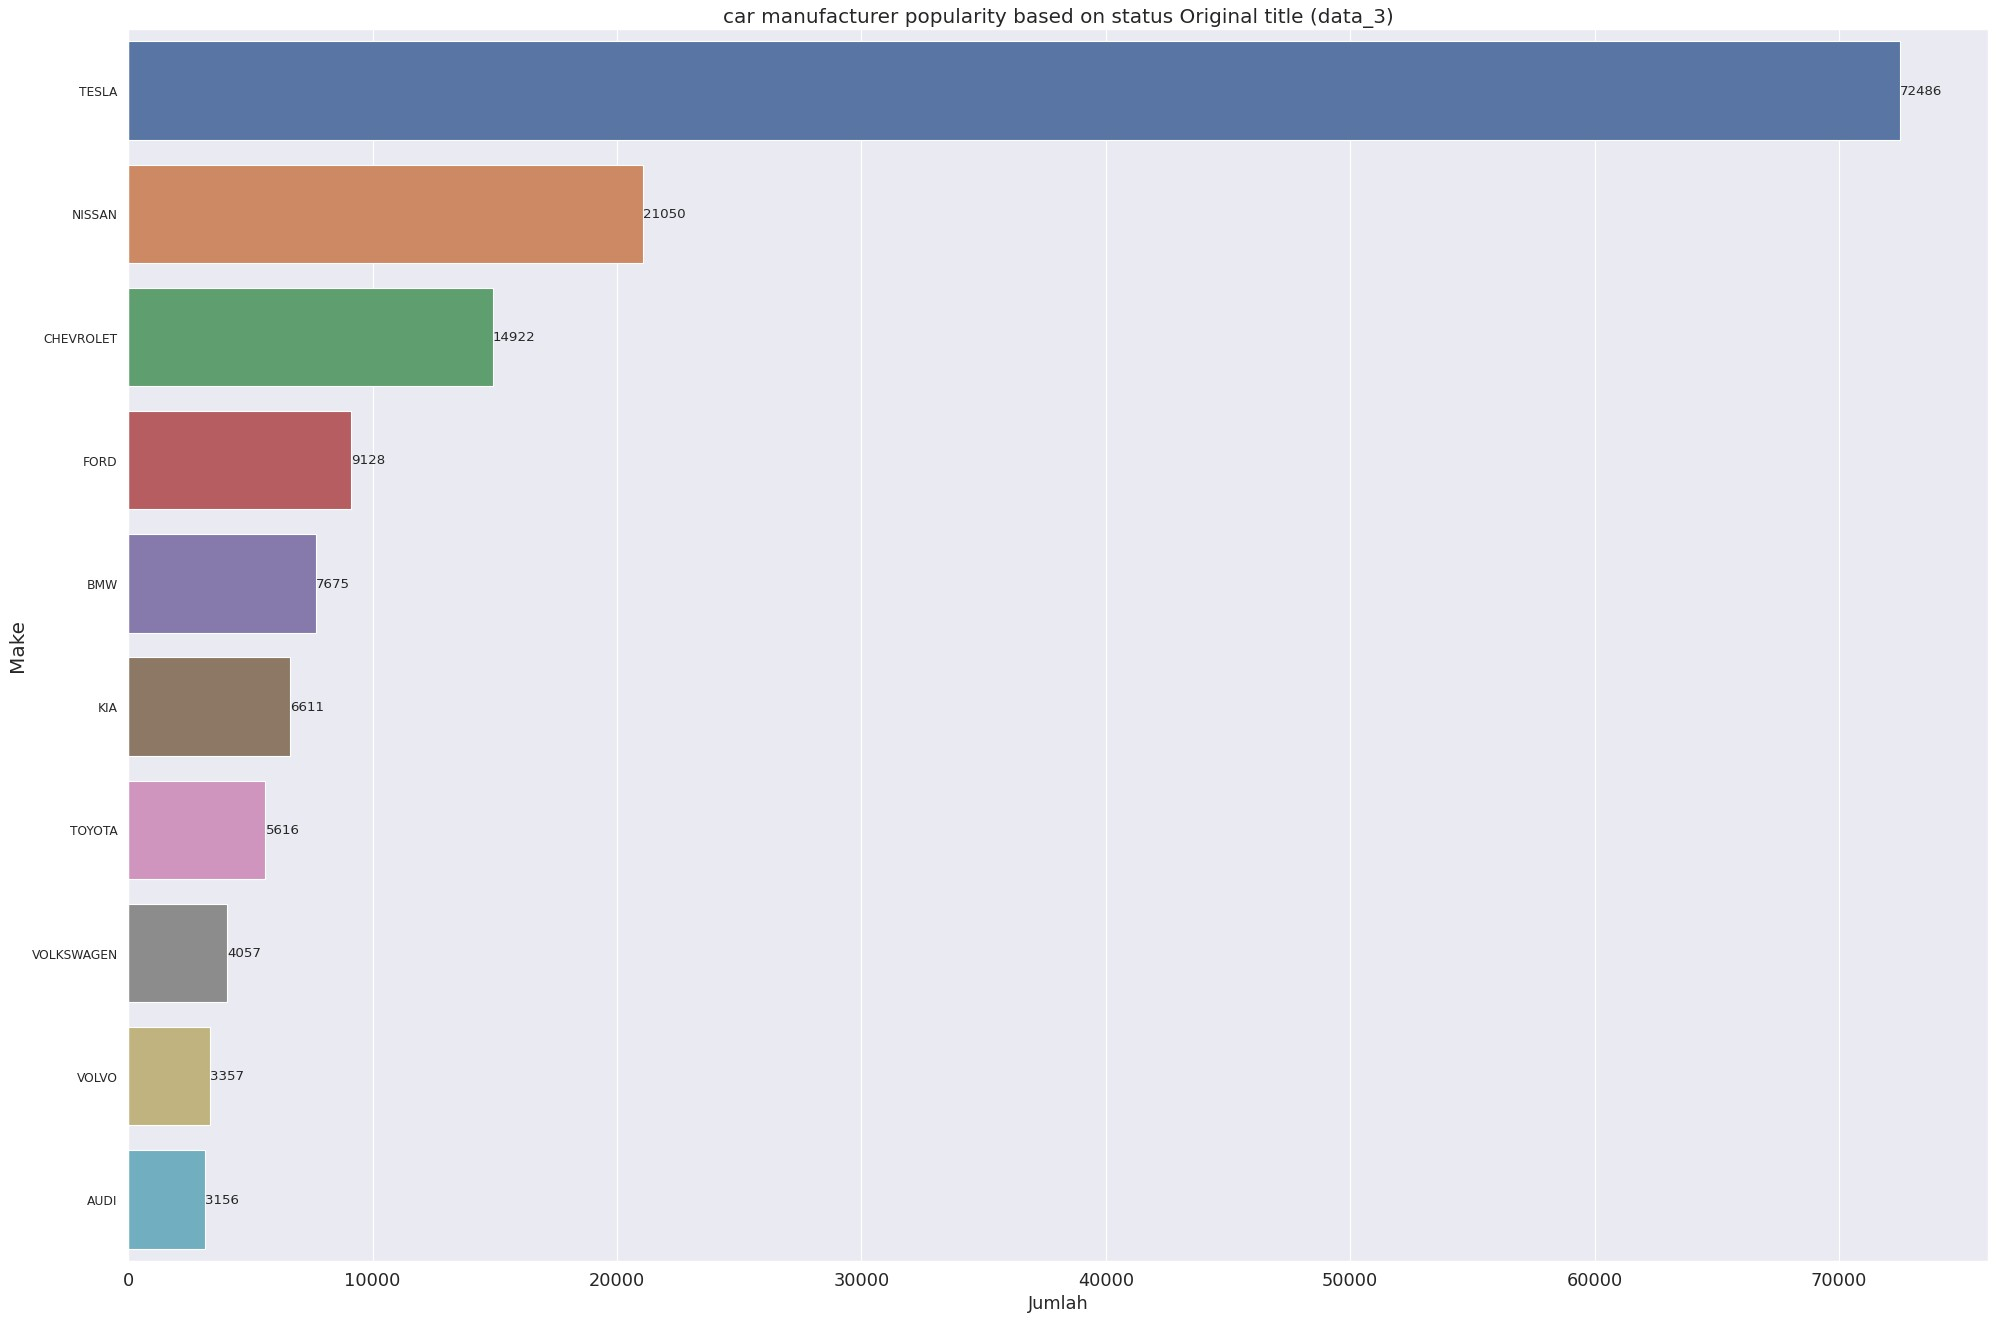 car manufacturer popularity based on status Original title (data_3)
TESLA
72486
NISSAN
21050
CHEVROLET
14922
FORD
9128
BMW
7675
Make
KIA
6611
TOYOTA
5616
VOLKSWAGEN
4057
VOLVO
3357
AUDI
3156
0 10000 20000 30000 40000 50000 60000 70000
Jumlah